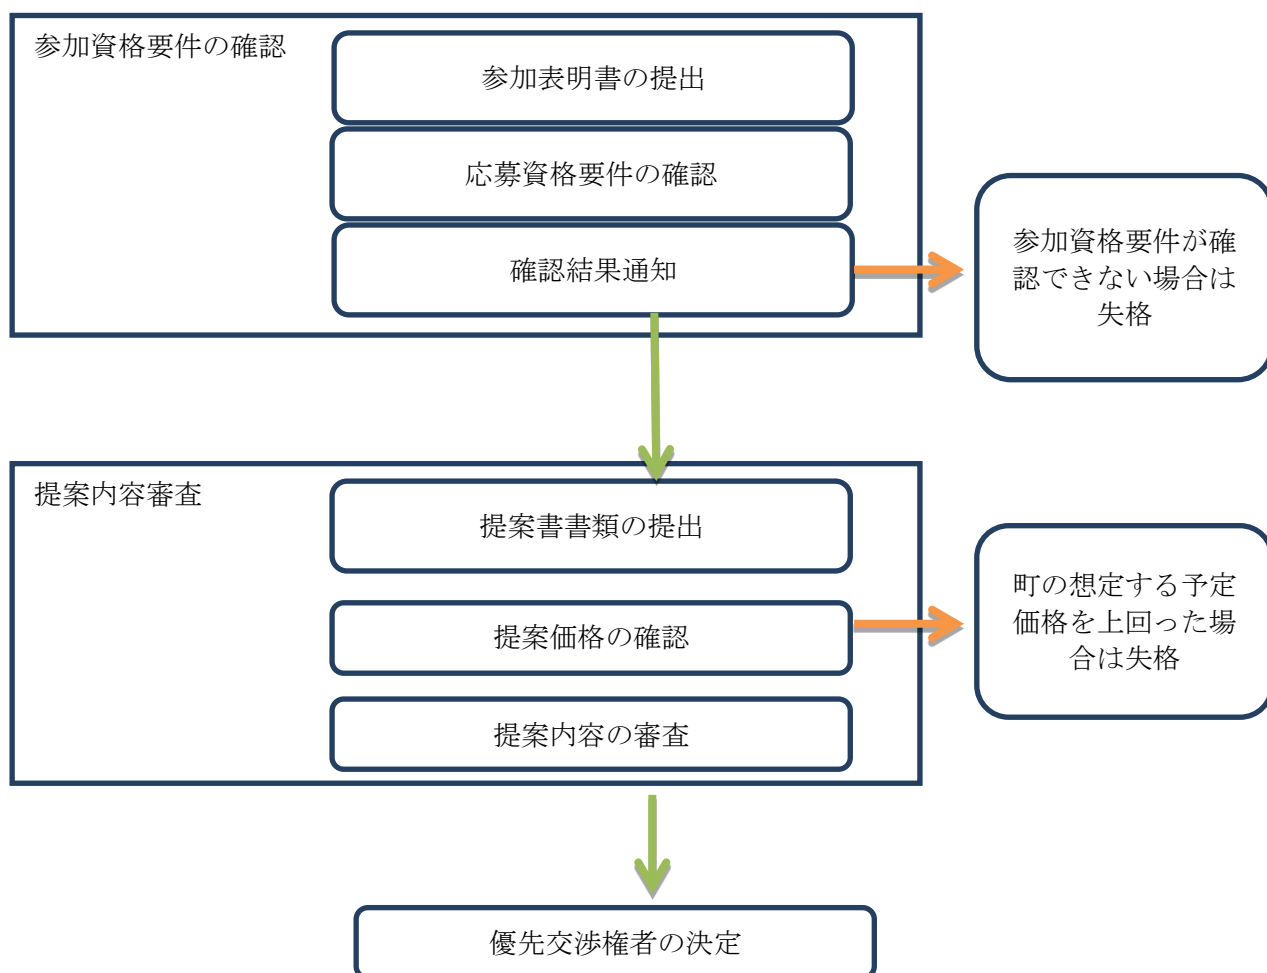 参加資格要件の確認
参加表明書の提出
応募資格要件の確認
確認結果通知
参加資格要件が確
認できない場合は
失格
提案内容審査
提案書書類の提出
提案価格の確認
提案内容の審査
町の想定する予定
価格を上回った場
合は失格
優先交渉権者の決定